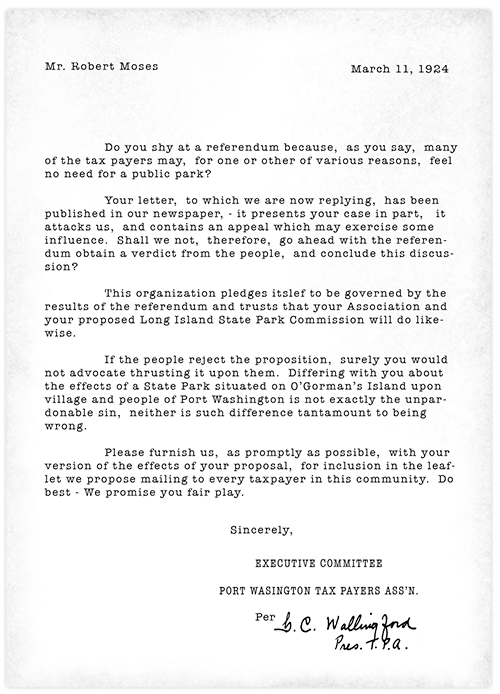 Mr. Robert Moses
March 11, 1924
Do you shy at a referendum because, as you say, many
of the tax payers may, for one or other of various reasons, feel
no need for a public park?
Your letter, to which we are now replying, has been
published in our newspaper, - it presents your case in part, it
attacks us, and contains an appeal which may exercise some
influence. Shall we not, therefore, go ahead with the referen-
dum obtain a verdict from the people, and conclude this discus-
sion?
This organization pledges itslef to be governed by the
results of the referendum and trusts that your Association and
your proposed Long Island State Park Commission will do like-
wise.
If the people reject the proposition, surely you would
not advocate thrusting it upon them. Differing with you about
the effects of a State Park situated on O'Gorman's Island upon
village and people of Port Washington is not exactly the unpar-
donable sin, neither is such difference tantamount to being
wrong.
Please furnish us, as promptly as possible, with your
version of the effects of your proposal, for inclusion in the leaf-
let we propose mailing to every taxpayer in this community. Do
best - We promise you fair play.
Sincerely,
EXECUTIVE COMMITTEE
PORT WASINGTON TAX PAYERS ASS'N.
Per G. C. Wallingford
Pres. T.P.A.